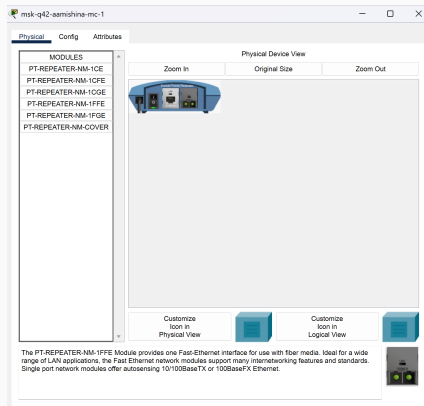 msk-q42-aamishina-mc-1
Physical Config Attributes
MODULES
PT-REPEATER-NM-1CE
PT-REPEATER-NM-1CFE
PT-REPEATER-NM-1CGE
PT-REPEATER-NM-1FFE
PT-REPEATER-NM-1FGE
PT-REPEATER-NM-COVER
Physical Device View
Zoom In Original Size Zoom Out
Customize
Icon in
Physical View
Customize
Icon in
Logical View
The PT-REPEATER-NM-1FFE Module provides one Fast-Ethernet interface for use with fiber media. Ideal for a wide
range of LAN applications, the Fast Ethernet network modules support many internetworking features and standards.
Single port network modules offer autosensing 10/100BaseTX or 100BaseFX Ethernet.